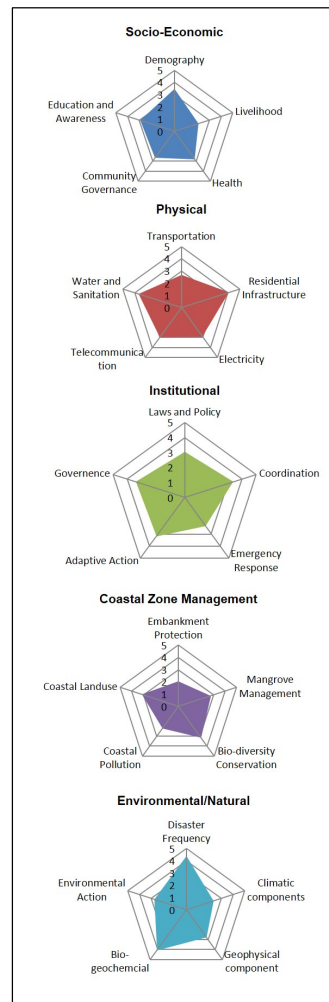 Socio-Economic
Demography
5
4
3
2
1
0
Education and
Awareness
Livelihood
Community
Governance
Health
Physical
Transportation
5
4
3
2
1
0
Water and
Sanitation
Residential
Infrastructure
Telecommunica
tion
Electricity
Institutional
Laws and Policy
5
4
3
2
1
0
Governence
Coordination
Adaptive Action
Emergency
Response
Coastal Zone Management
Embankment
Protection
5
4
3
2
1
0
Coastal Landuse
Mangrove
Management
Coastal
Pollution
Bio-diversity
Conservation
Environmental/Natural
Disaster
Frequency
5
4
3
2
1
0
Environmental
Action
Climatic
components
Bio-
geochemcial
Geophysical
component